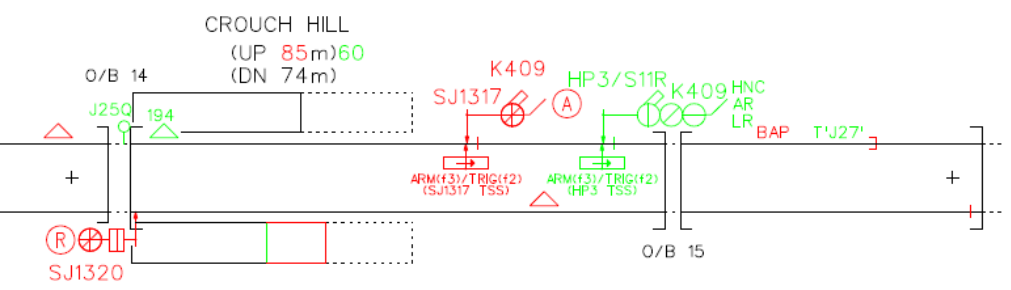 CROUCH HILL
(UP 85m)60
(DN 74m)
O/B 14
J25Q
194
K409
SJ1317
A
HP3/S11R
K409
HNC
AR
LR
BAP
T'J27'
ARM(f3)/TRIG(f2)
(SJ1317 TSS)
ARM(f3)/TRIG(f2)
(HP3 TSS)
R
SJ1320
O/B 15